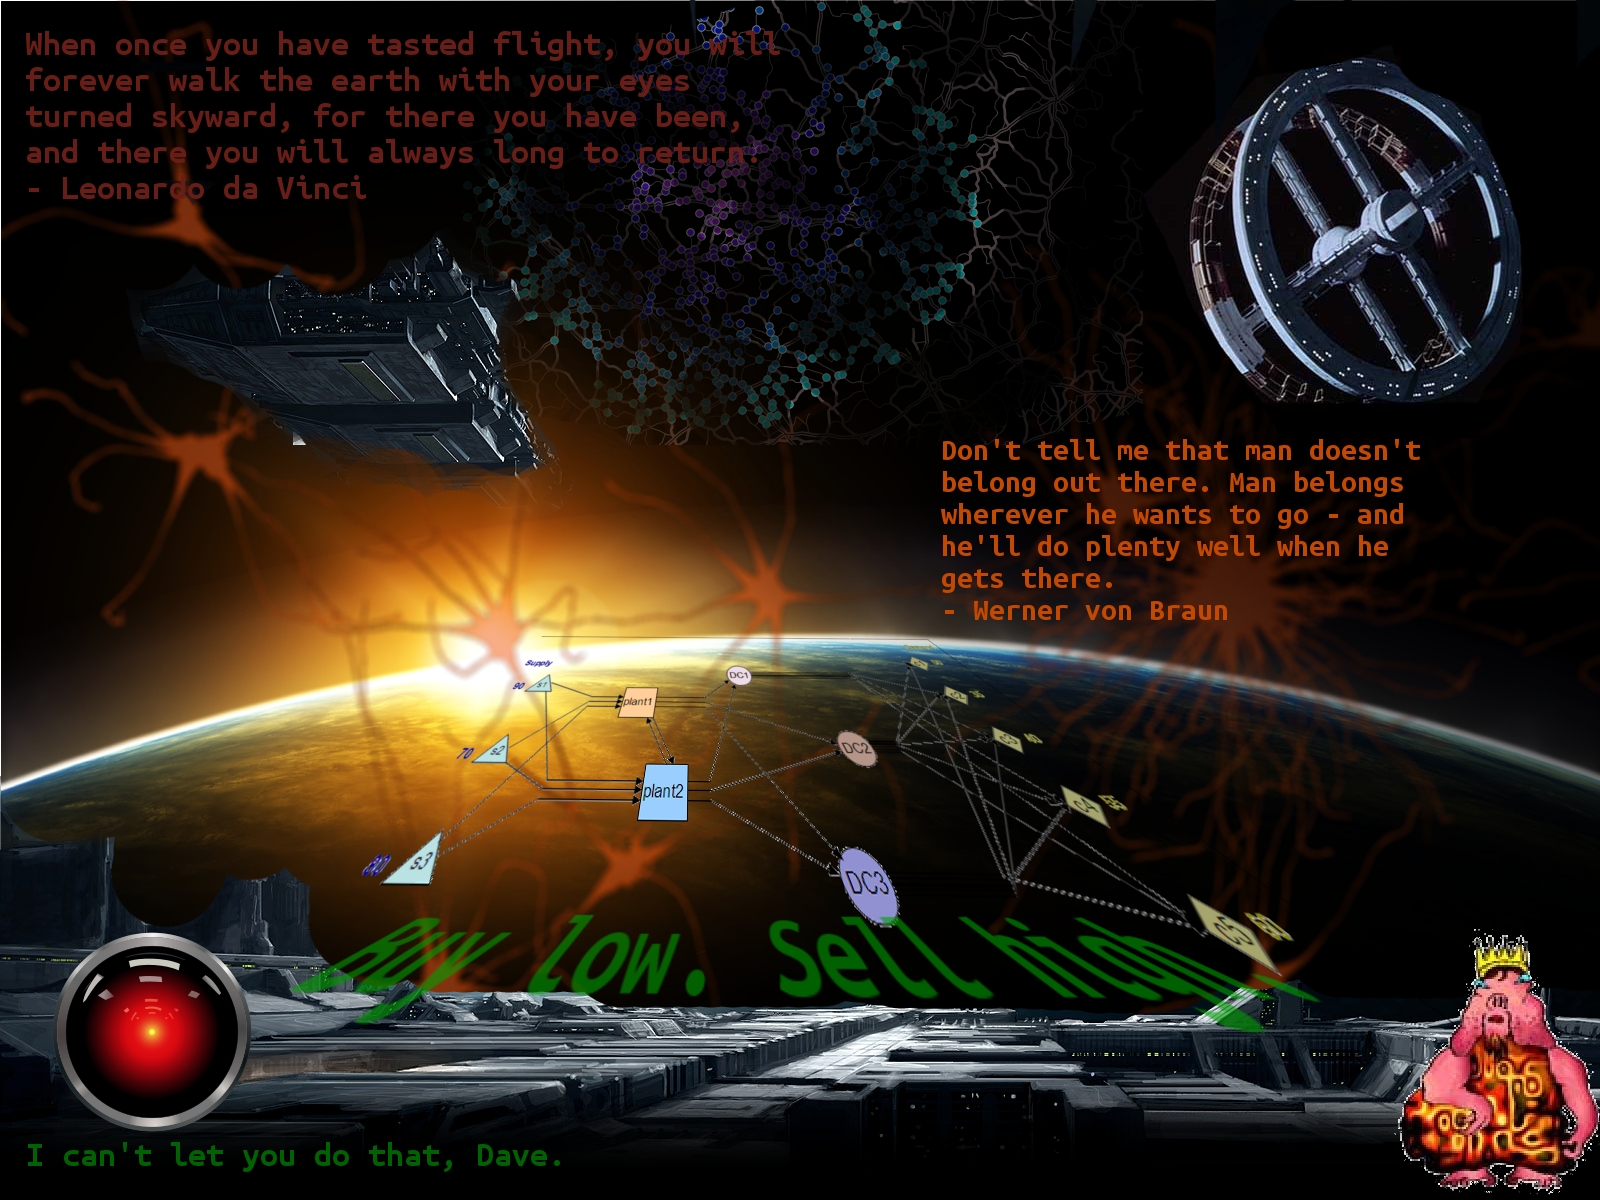 When once you have tasted flight, you will
forever walk the earth with your eyes
turned skyward, for there you have been,
and there you will always long to return.
- Leonardo da Vinci
Don't tell me that man doesn't
belong out there. Man belongs
wherever he wants to go - and
he'll do plenty well when he
gets there.
- Werner von Braun
Supply
90
s1
plant1
DC1
70
s2
DC2
c3
plant2
c4
s3
DC3
c5
Buy low. Sell high.
I can't let you do that, Dave.